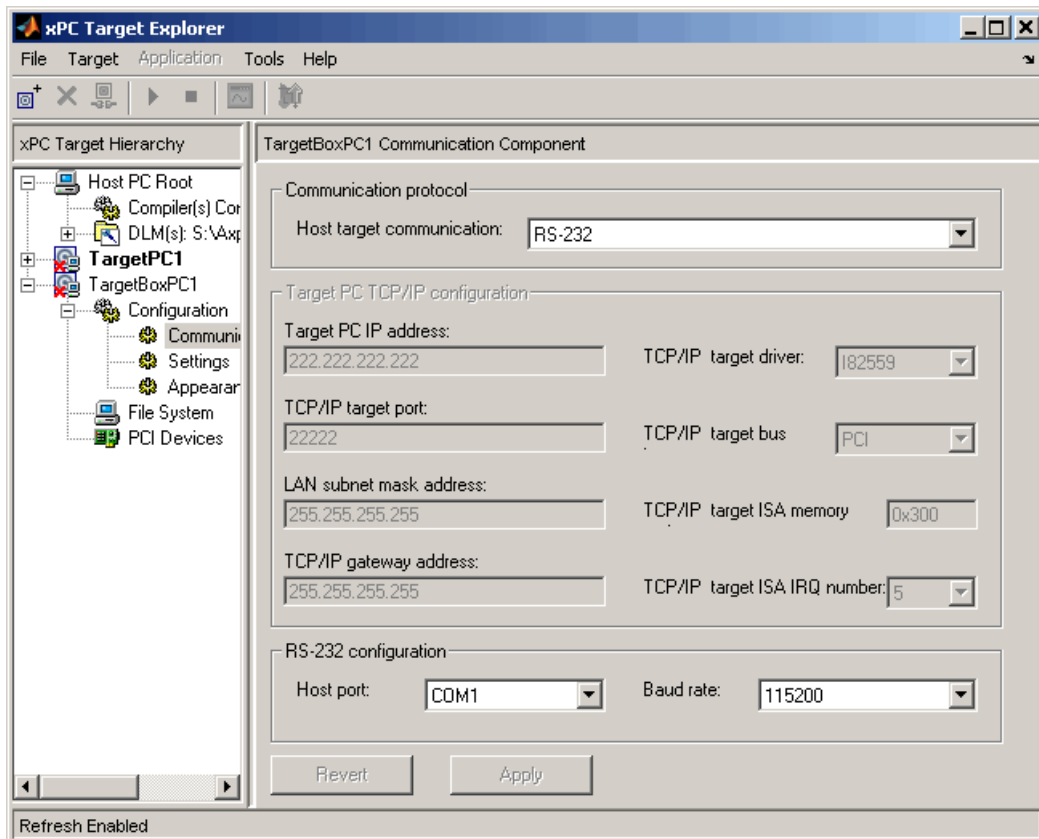 xPC Target Explorer
File Target Application Tools Help
xPC Target Hierarchy
Host PC Root
Compiler(s) Cor
DLM(s): S:\Axp
TargetPC1
TargetBoxPC1
Configuration
Communi
Settings
Appearar
File System
PCI Devices
TargetBoxPC1 Communication Component
Communication protocol
Host target communication: RS-232
Target PC TCP/IP configuration
Target PC IP address:
222.222.222.222
TCP/IP target driver: I82559
TCP/IP target port:
22222
TCP/IP target bus PCI
LAN subnet mask address:
255.255.255.255
TCP/IP target ISA memory 0x300
TCP/IP gateway address:
255.255.255.255
TCP/IP target ISA IRQ number: 5
RS-232 configuration
Host port: COM1 Baud rate: 115200
Revert Apply
Refresh Enabled